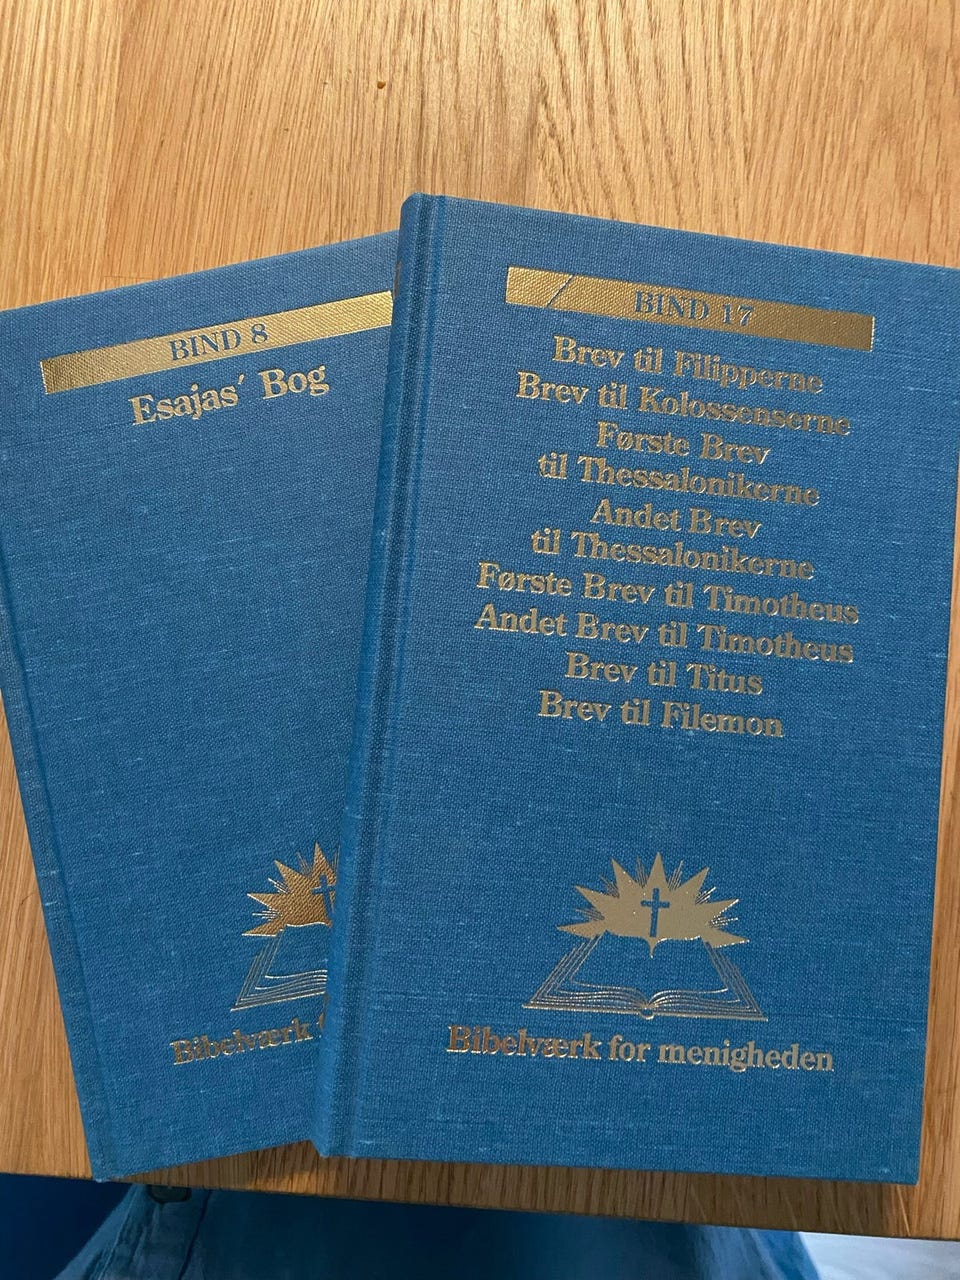 BIND 8
Esajas' Bog
Bibelværk
BIND 17
Brev til Filipperne
Brev til Kolossenserne
Første Brev
til Thessalonikerne
Andet Brev
til Thessalonikerne
Første Brev til Timotheus
Andet Brev til Timotheus
Brev til Titus
Brev til Filemon
Bibelværk for menigheden